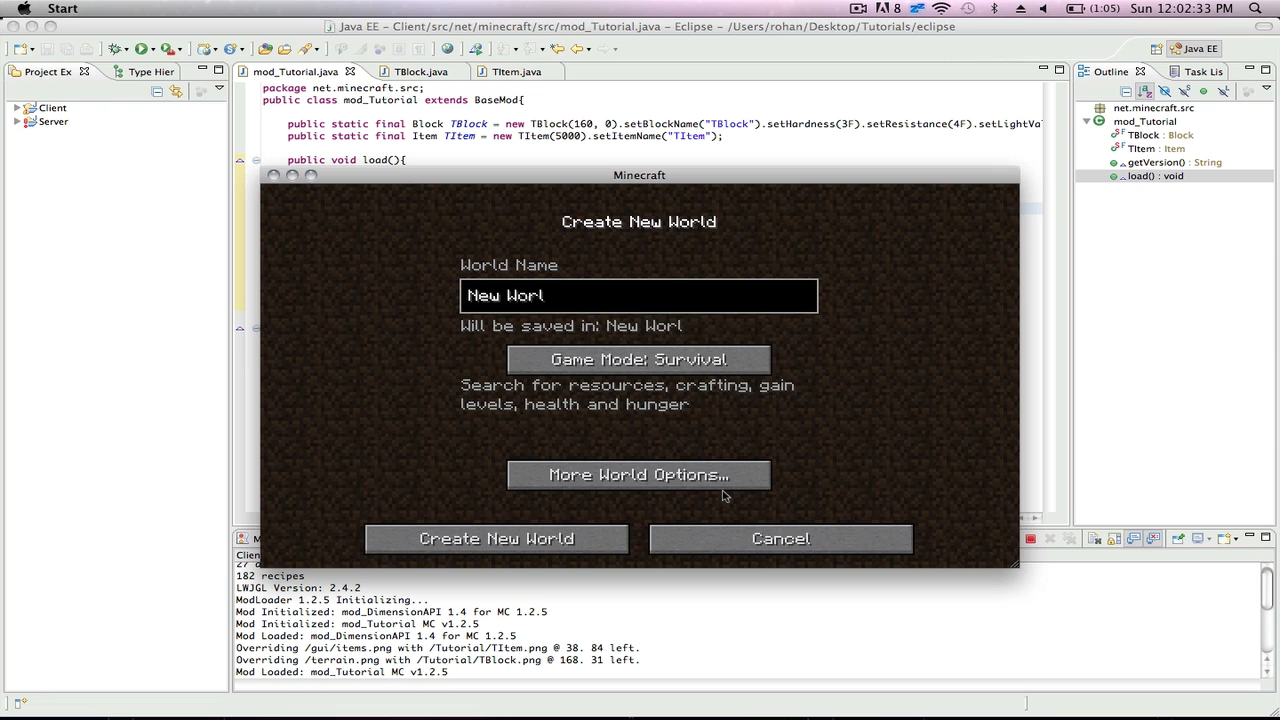 Start
8
(1:05)
Sun 12:02:33 PM
Java EE - Client/src/net/minecraft/src/mod_Tutorial.java - Eclipse - /Users/rohan/Desktop/Tutorials/eclipse
Java EE
Project Ex
Type Hier
mod_Tutorial.java
TBlock.java
TItem.java
Outline
Task Lis
Client
Server
package net.minecraft.src;
public class mod_Tutorial extends BaseMod{
public static final Block TBlock = new TBlock(160, 0).setBlockName("TBlock").setHardness(3F).setResistance(4F).setLightVal
public static final Item TItem = new TItem(5000).setItemName("TItem");
public void load(){
net.minecraft.src
mod_Tutorial
TBlock : Block
TItem : Item
getVersion() : String
load() : void
Minecraft
Create New World
World Name
New Worl
Will be saved in: New Worl
Game Mode: Survival
Search for resources, crafting, gain
levels, health and hunger
More World Options...
Create New World
Cancel
Clien
182 recipes
LWJGL Version: 2.4.2
ModLoader 1.2.5 Initializing...
Mod Initialized: mod_DimensionAPI 1.4 for MC 1.2.5
Mod Initialized: mod_Tutorial MC v1.2.5
Mod Loaded: mod_DimensionAPI 1.4 for MC 1.2.5
Overriding /gui/items.png with /Tutorial/TItem.png @ 38. 84 left.
Overriding /terrain.png with /Tutorial/TBlock.png @ 168. 31 left.
Mod Loaded: mod_Tutorial MC v1.2.5